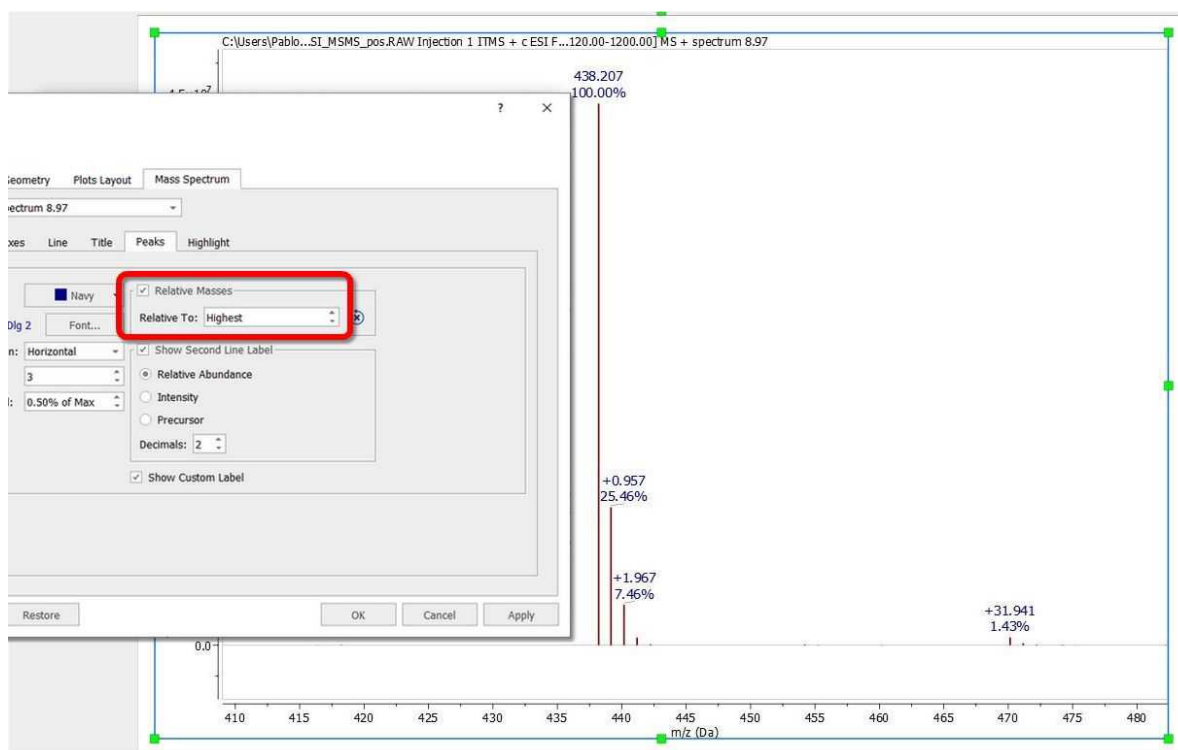 C:\Users\Pablo...SI_MSMS_pos.RAW Injection 1 ITMS + c ESI F...120.00-1200.00] MS + spectrum 8.97
438.207
100.00%
? ×
Geometry Plots Layout Mass Spectrum
spectrum 8.97
Line Title Peaks Highlight
Navy
Relative Masses
Dlg 2 Font...
Relative To: Highest
Horizontal
Show Second Line Label
3
Relative Abundance
0.50% of Max
Intensity
Precursor
Decimals: 2
Show Custom Label
+0.957
25.46%
+1.967
7.46%
Restore OK Cancel Apply
+31.941
1.43%
0.0
410 415 420 425 430 435 440 445 450 455 460 465 470 475 480
m/z (Da)